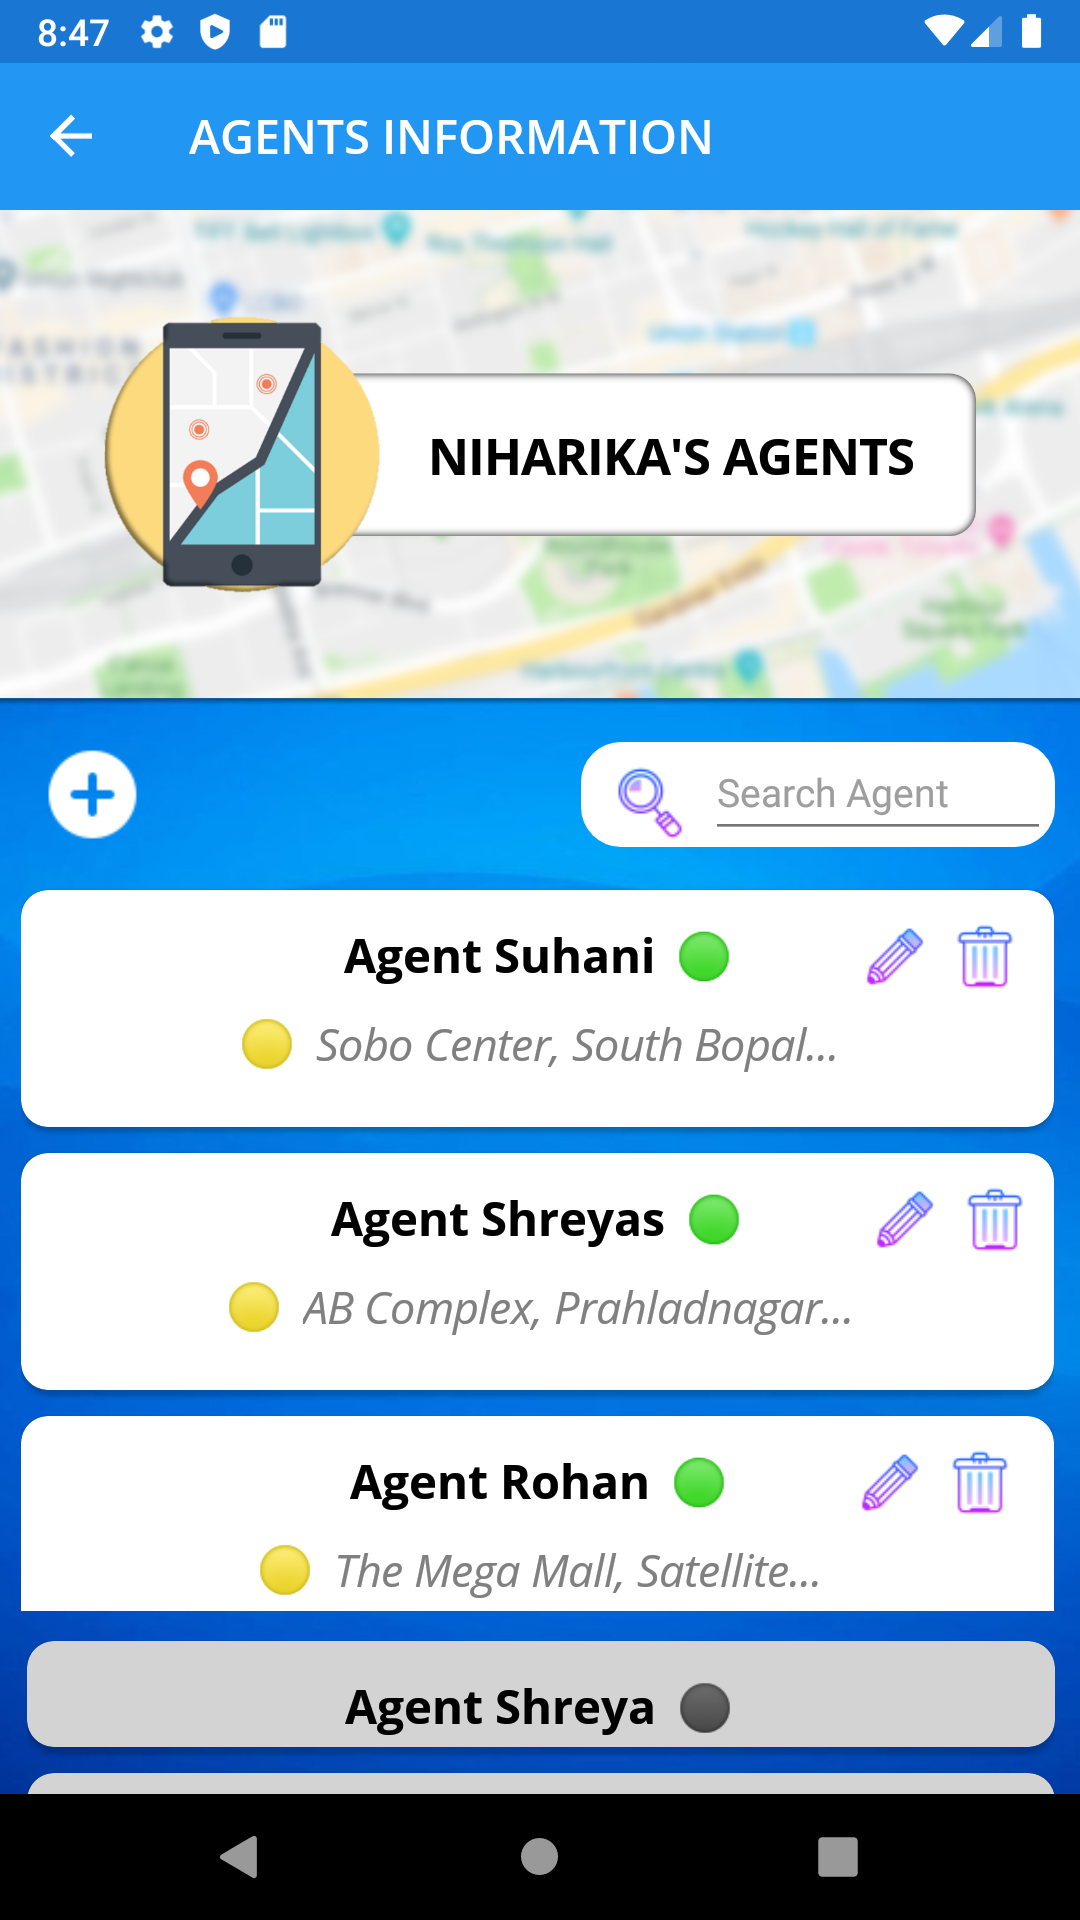 8:47
AGENTS INFORMATION
NIHARIKA'S AGENTS
Search Agent
Agent Suhani
Sobo Center, South Bopal...
Agent Shreyas
AB Complex, Prahladnagar...
Agent Rohan
The Mega Mall, Satellite...
Agent Shreya